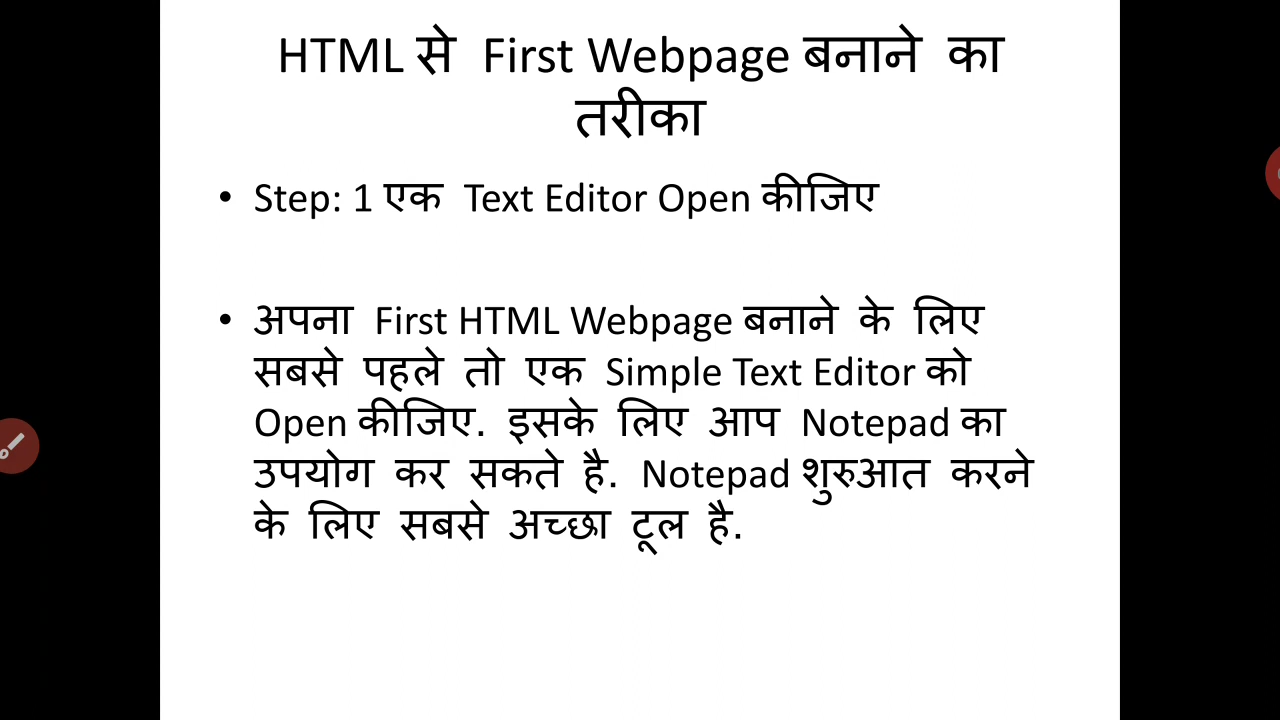 HTML से First Webpage बनाने का
तरीका
• Step: 1 एक Text Editor Open कीजिए
• अपना First HTML Webpage बनाने के लिए
सबसे पहले तो एक Simple Text Editor को
Open कीजिए. इसके लिए आप Notepad का
उपयोग कर सकते है. Notepad शुरुआत करने
के लिए सबसे अच्छा टूल है.